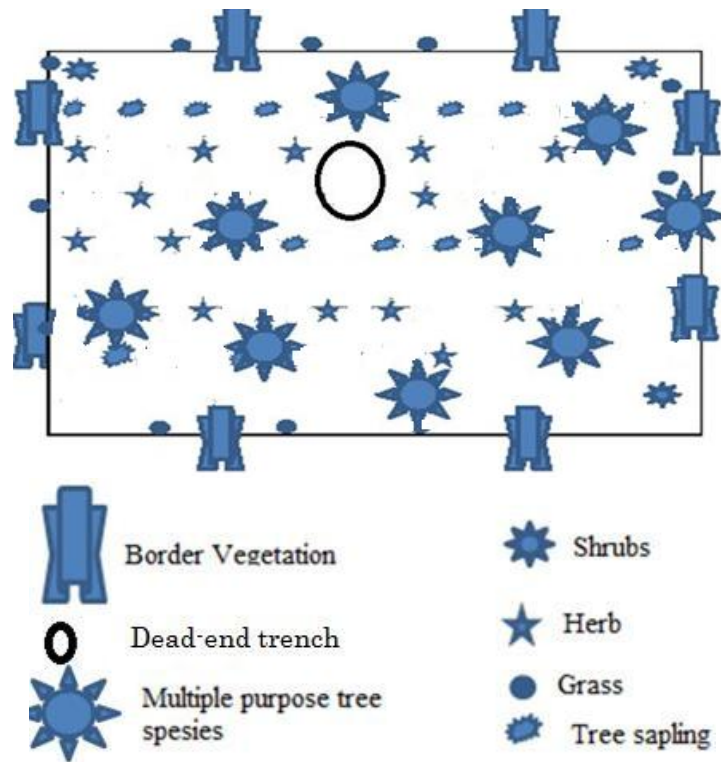 Border Vegetation
Dead-end trench
Multiple purpose tree
spesies
Shrubs
Herb
Grass
Tree sapling